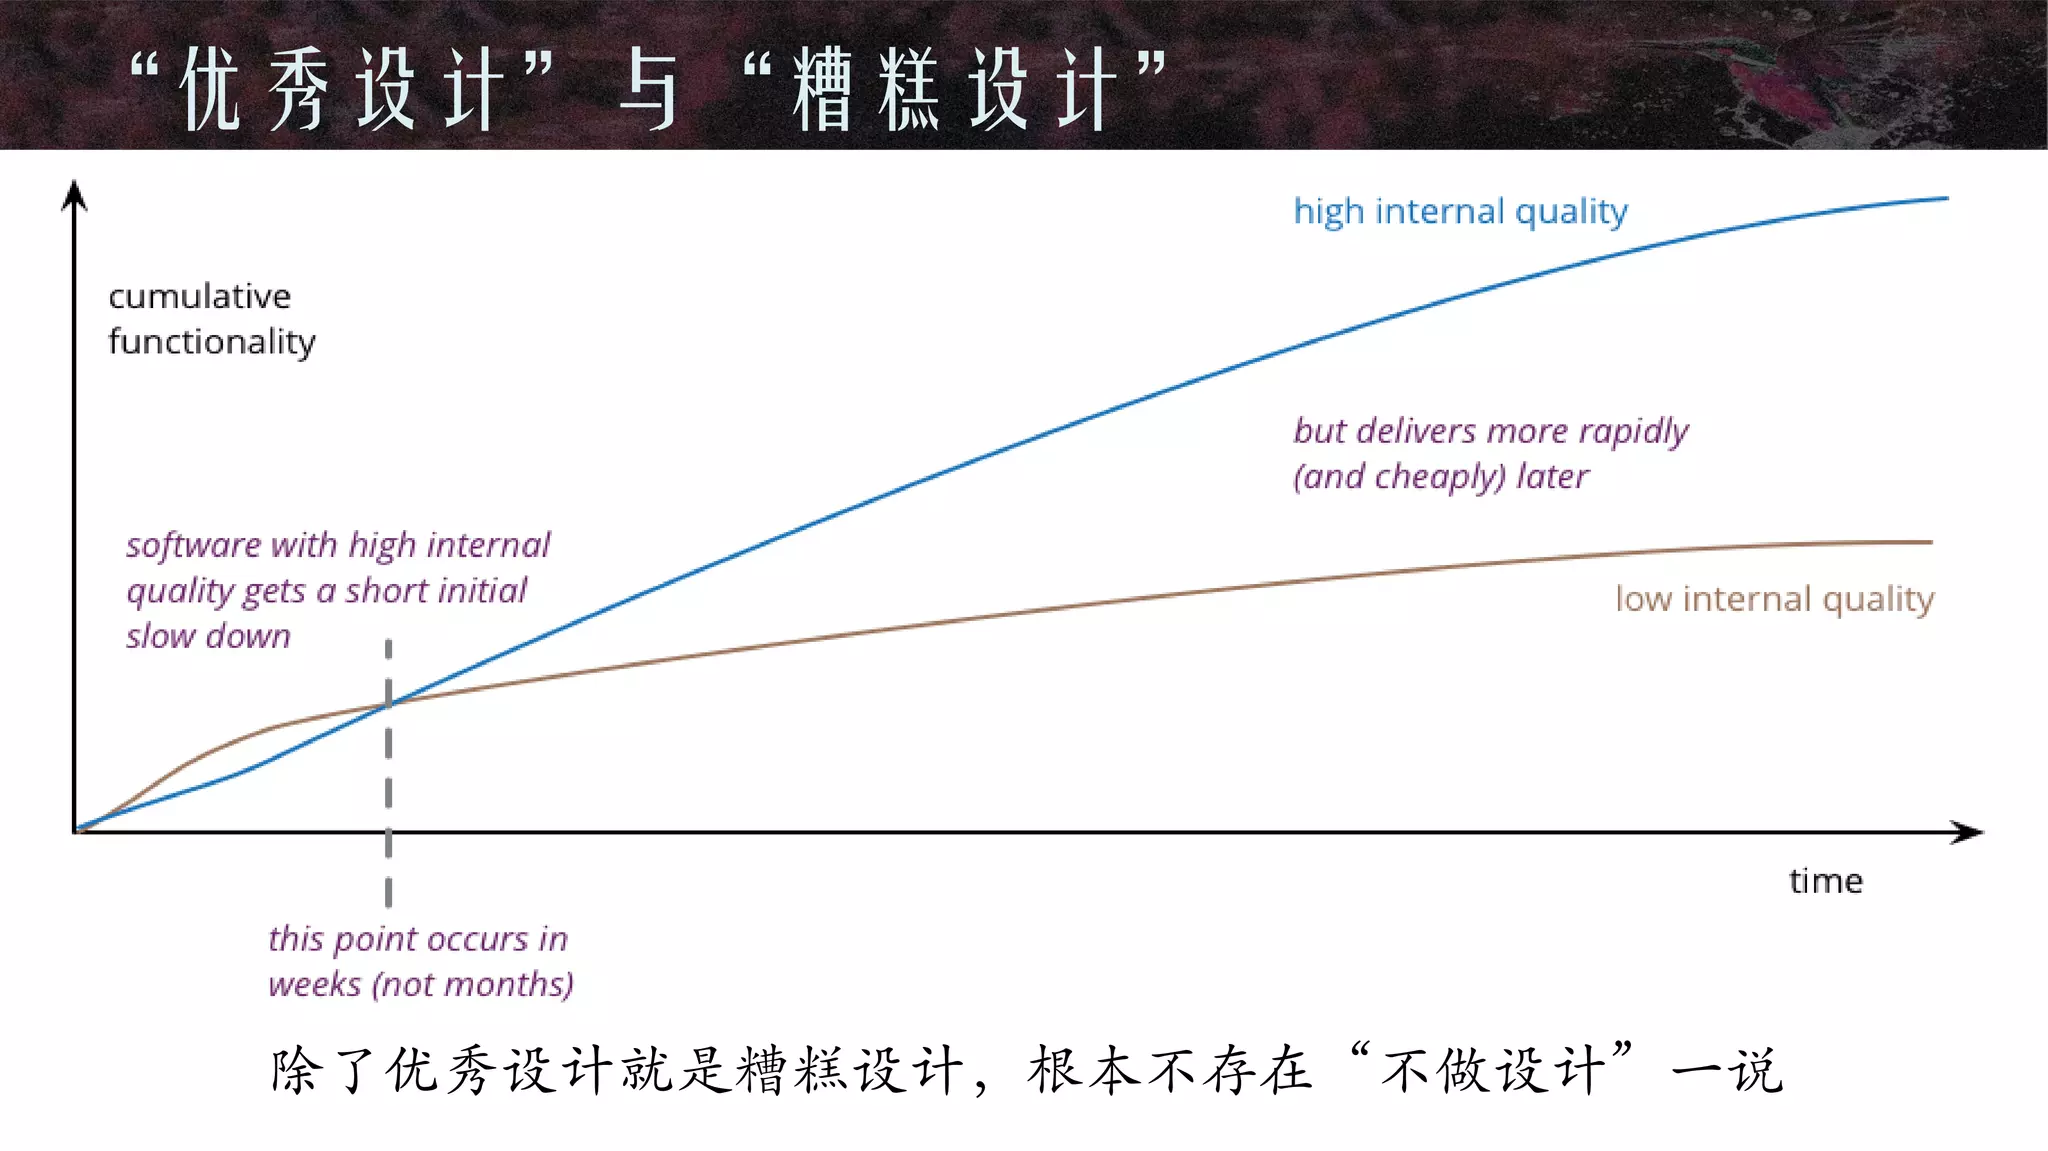 “优秀设计”与“糟糕设计”
high internal quality
cumulative
functionality
but delivers more rapidly
(and cheaply) later
software with high internal
quality gets a short initial
slow down
low internal quality
time
this point occurs in
weeks (not months)
除了优秀设计就是糟糕设计，根本不存在“不做设计”一说